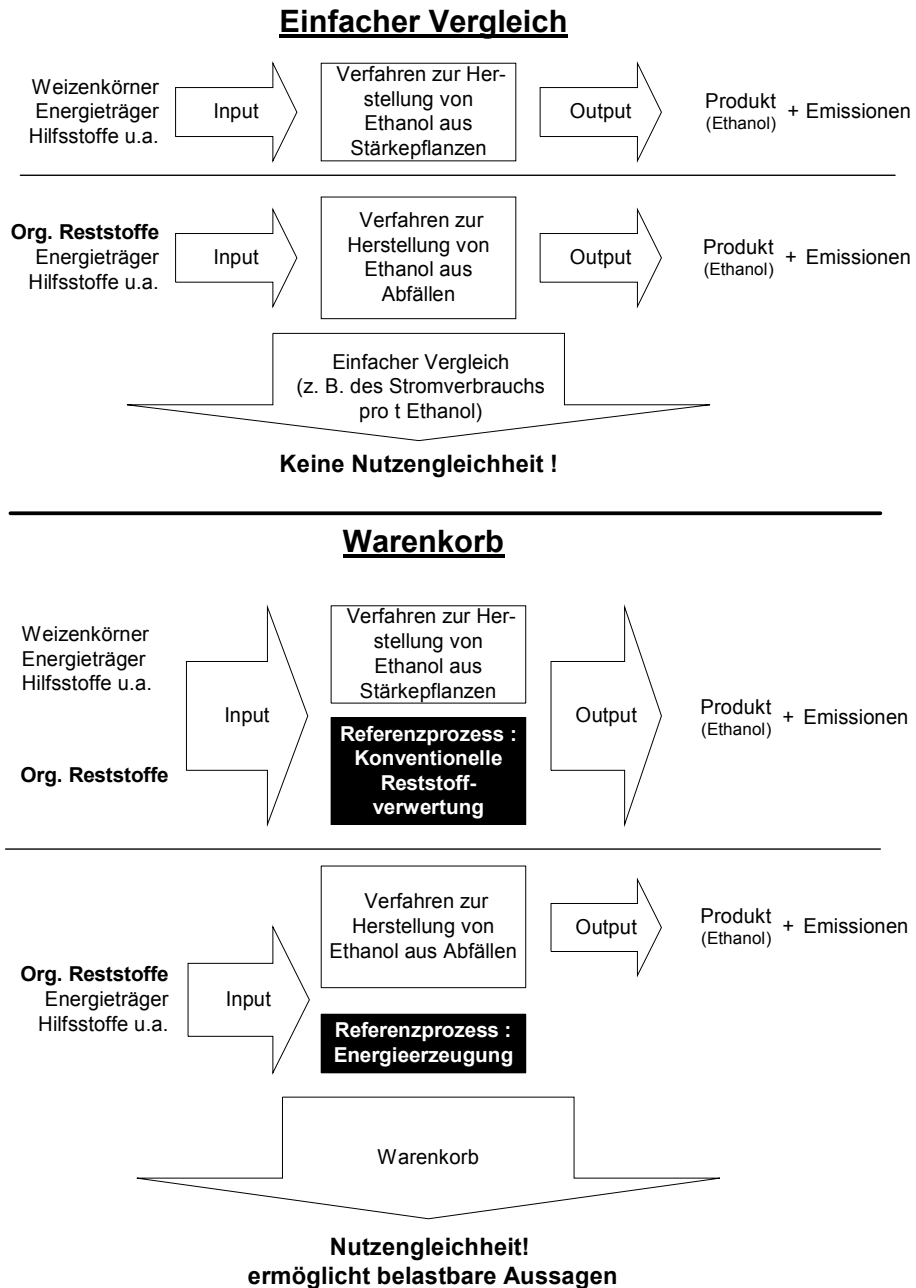 Einfacher Vergleich
Weizenkörner
Energieträger
Hilfsstoffe u.a.
Input
Verfahren zur Her-
stellung von
Ethanol aus
Stärkepflanzen
Output
Produkt
(Ethanol)
+ Emissionen
Org. Reststoffe
Energieträger
Hilfsstoffe u.a.
Input
Verfahren zur
Herstellung von
Ethanol aus
Abfällen
Output
Produkt
(Ethanol)
+ Emissionen
Einfacher Vergleich
(z. B. des Stromverbrauchs
pro t Ethanol)
Keine Nutzengleichheit !
Warenkorb
Weizenkörner
Energieträger
Hilfsstoffe u.a.
Org. Reststoffe
Input
Verfahren zur Her-
stellung von
Ethanol aus
Stärkepflanzen
Referenzprozess :
Konventionelle
Reststoff-
verwertung
Output
Produkt
(Ethanol)
+ Emissionen
Org. Reststoffe
Energieträger
Hilfsstoffe u.a.
Input
Verfahren zur
Herstellung von
Ethanol aus Abfällen
Referenzprozess :
Energieerzeugung
Output
Produkt
(Ethanol)
+ Emissionen
Warenkorb
Nutzengleichheit!
ermöglicht belastbare Aussagen